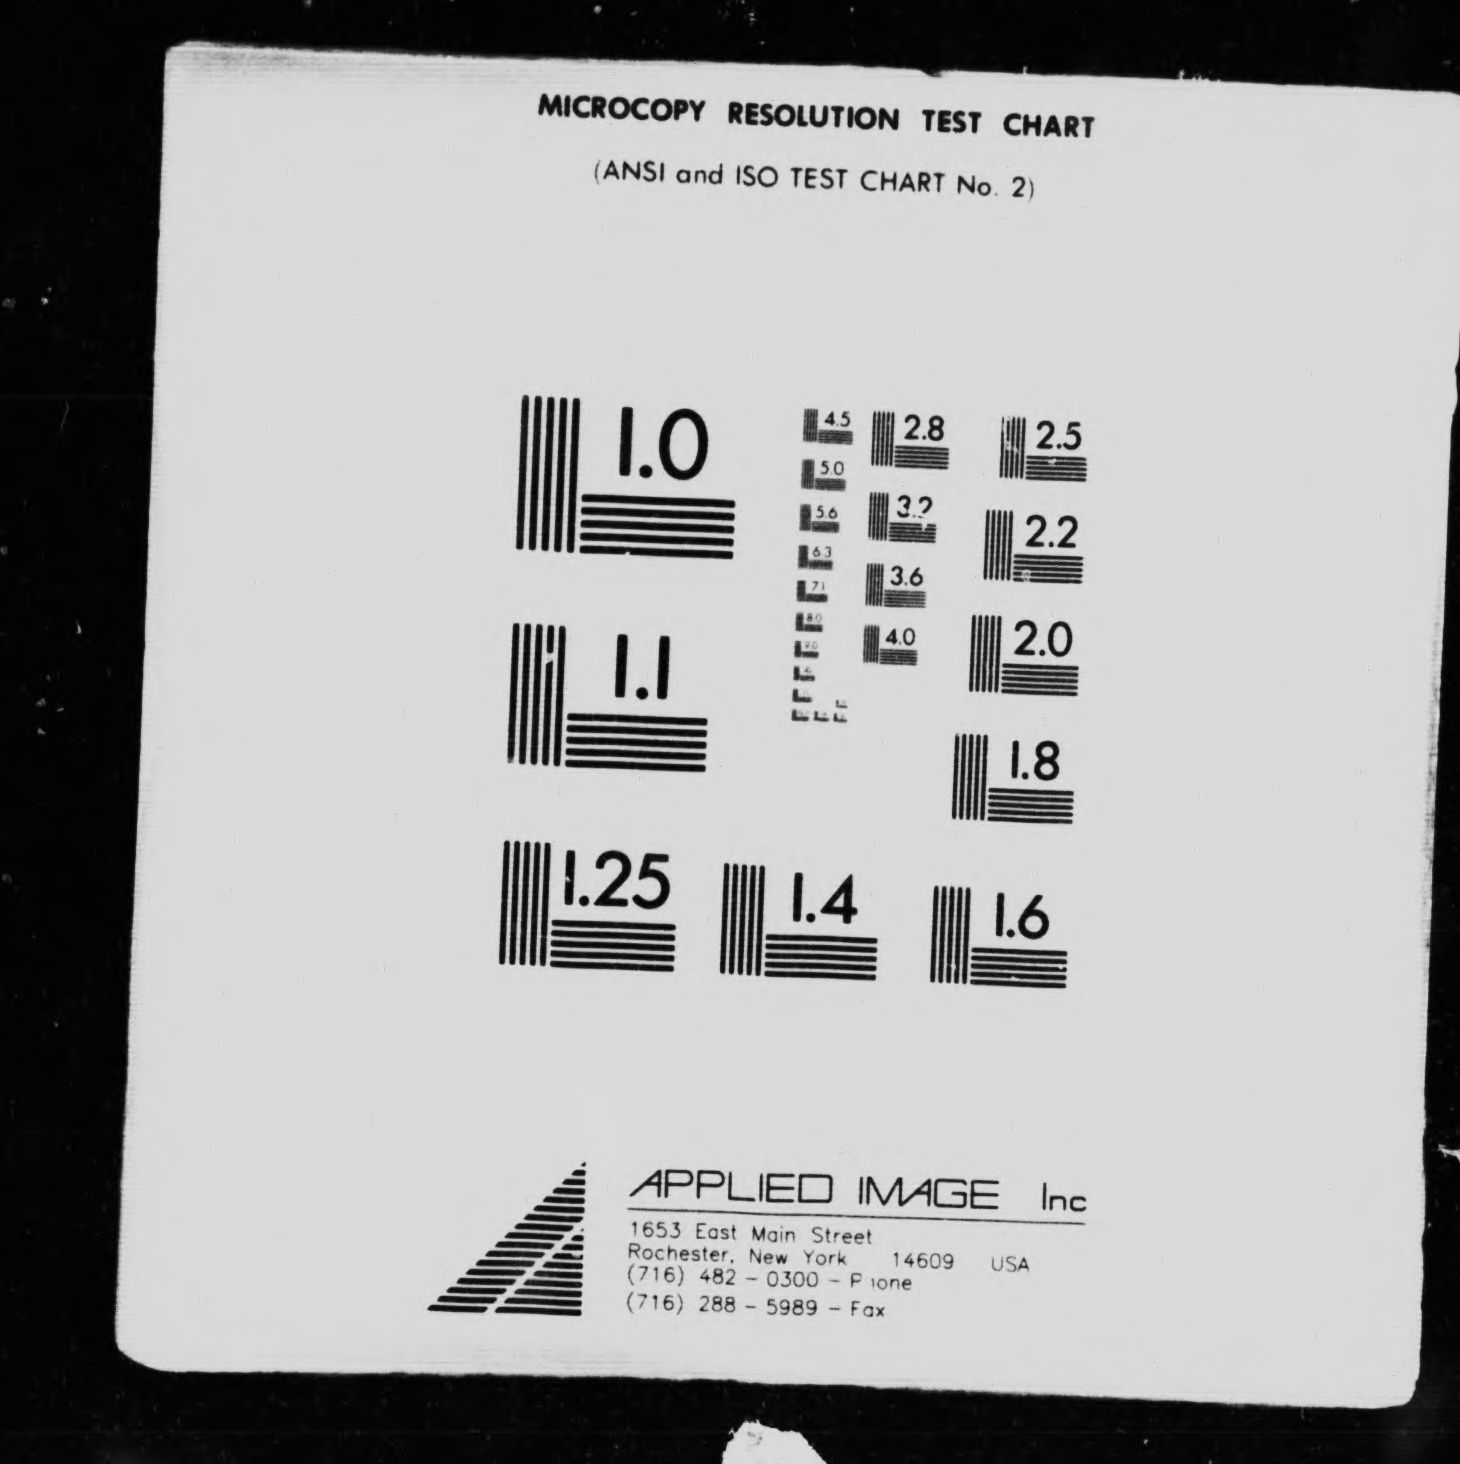 MICROCOPY RESOLUTION TEST CHART
(ANSI and ISO TEST CHART No. 2)
1.0
1.1
1.25
1.4
1.6
1.8
2.0
2.2
2.5
2.8
3.2
3.6
4.0
4.5
5.0
5.6
6.3
7.1
8.0
9.0
APPLIED IMAGE Inc
1653 East Main Street
Rochester, New York 14609 USA
(716) 482 - 0300 - Phone
(716) 288 - 5989 - Fax